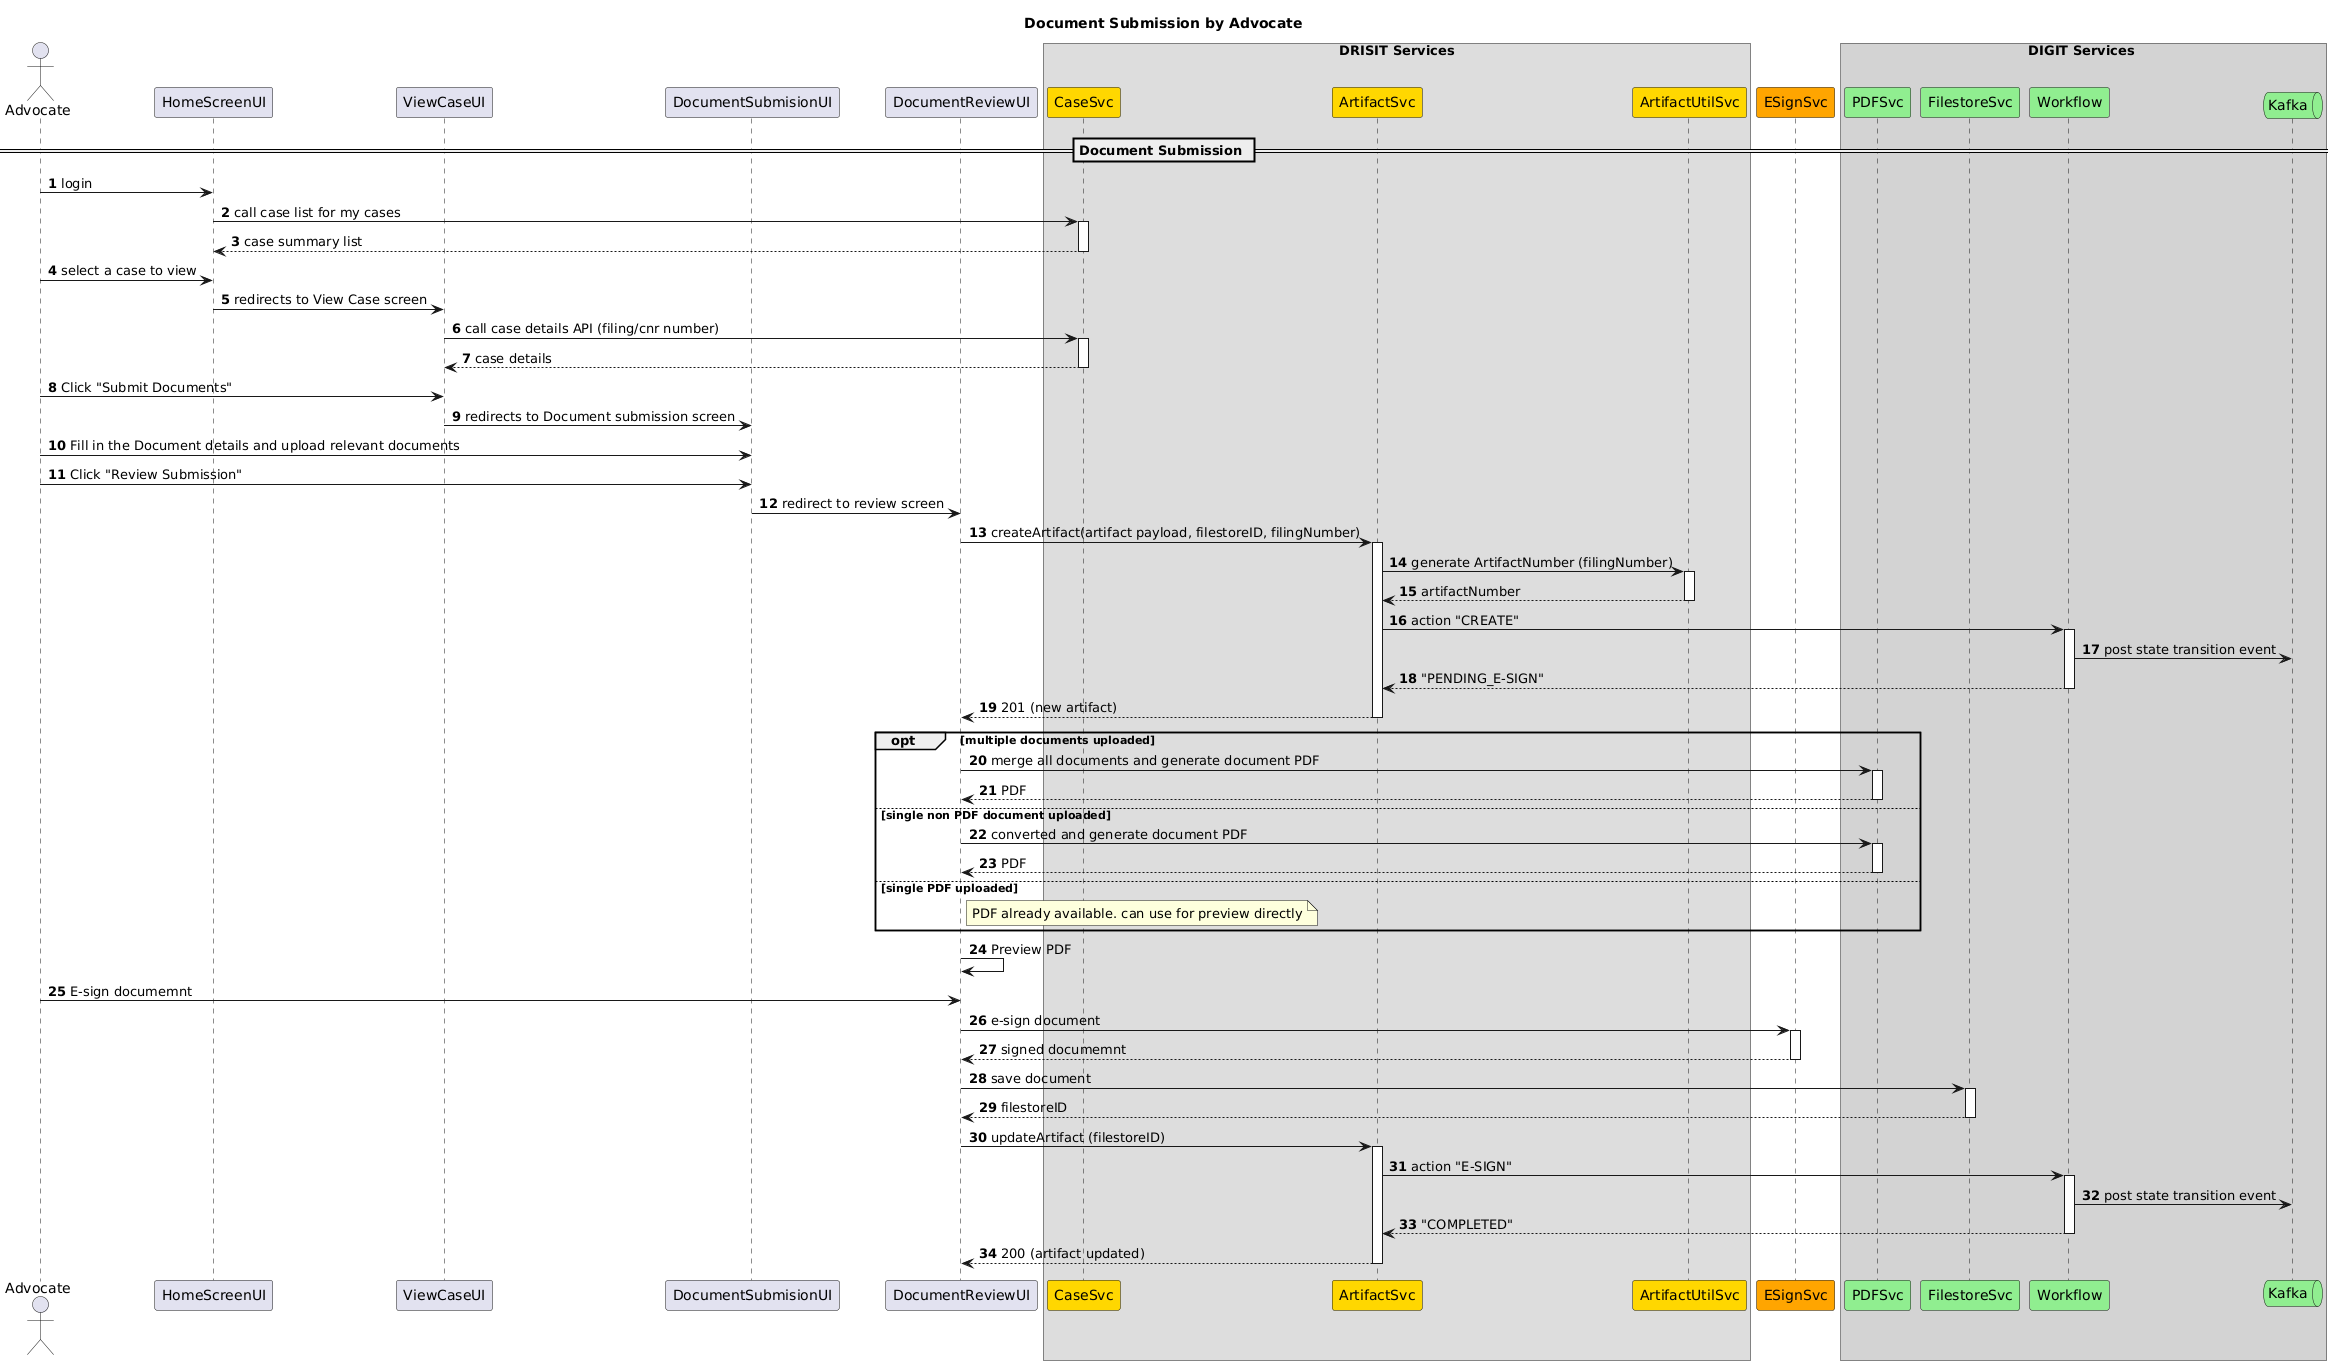 Document Submission by Advocate
DRISIT Services
DIGIT Services
Advocate
HomeScreenUI
ViewCaseUI
DocumentSubmisionUI
DocumentReviewUI
CaseSvc
ArtifactSvc
ArtifactUtilSvc
ESignSvc
PDFSvc
FilestoreSvc
Workflow
Kafka
Document Submission
1 login
2 call case list for my cases
3 case summary list
4 select a case to view
5 redirects to View Case screen
6 call case details API (filing/cnr number)
7 case details
8 Click "Submit Documents"
9 redirects to Document submission screen
10 Fill in the Document details and upload relevant documents
11 Click "Review Submission"
12 redirect to review screen
13 createArtifact(artifact payload, filestoreID, filingNumber)
14 generate ArtifactNumber (filingNumber)
15 artifactNumber
16 action "CREATE"
17 post state transition event
18 "PENDING_E-SIGN"
19 201 (new artifact)
opt [multiple documents uploaded]
20 merge all documents and generate document PDF
21 PDF
[single non PDF document uploaded]
22 converted and generate document PDF
23 PDF
[single PDF uploaded]
PDF already available. can use for preview directly
24 Preview PDF
25 E-sign documemnt
26 e-sign document
27 signed documemnt
28 save document
29 filestoreID
30 updateArtifact (filestoreID)
31 action "E-SIGN"
32 post state transition event
33 "COMPLETED"
34 200 (artifact updated)
Advocate
HomeScreenUI
ViewCaseUI
DocumentSubmisionUI
DocumentReviewUI
CaseSvc
ArtifactSvc
ArtifactUtilSvc
ESignSvc
PDFSvc
FilestoreSvc
Workflow
Kafka